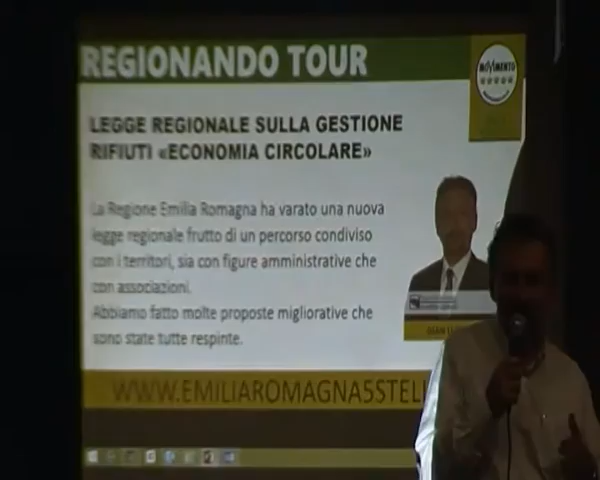 REGIONANDO TOUR
MOVIMENTO
LEGGE REGIONALE SULLA GESTIONE
RIFIUTI «ECONOMIA CIRCOLARE»
La Regione Emilia Romagna ha varato una nuova
legge regionale frutto di un percorso condiviso
con i territori, sia con figure amministrative che
con associazioni.
Abbiamo fatto molte proposte migliorative che
sono state tutte respinte.
WWW.EMILIAROMAGNA5STEL